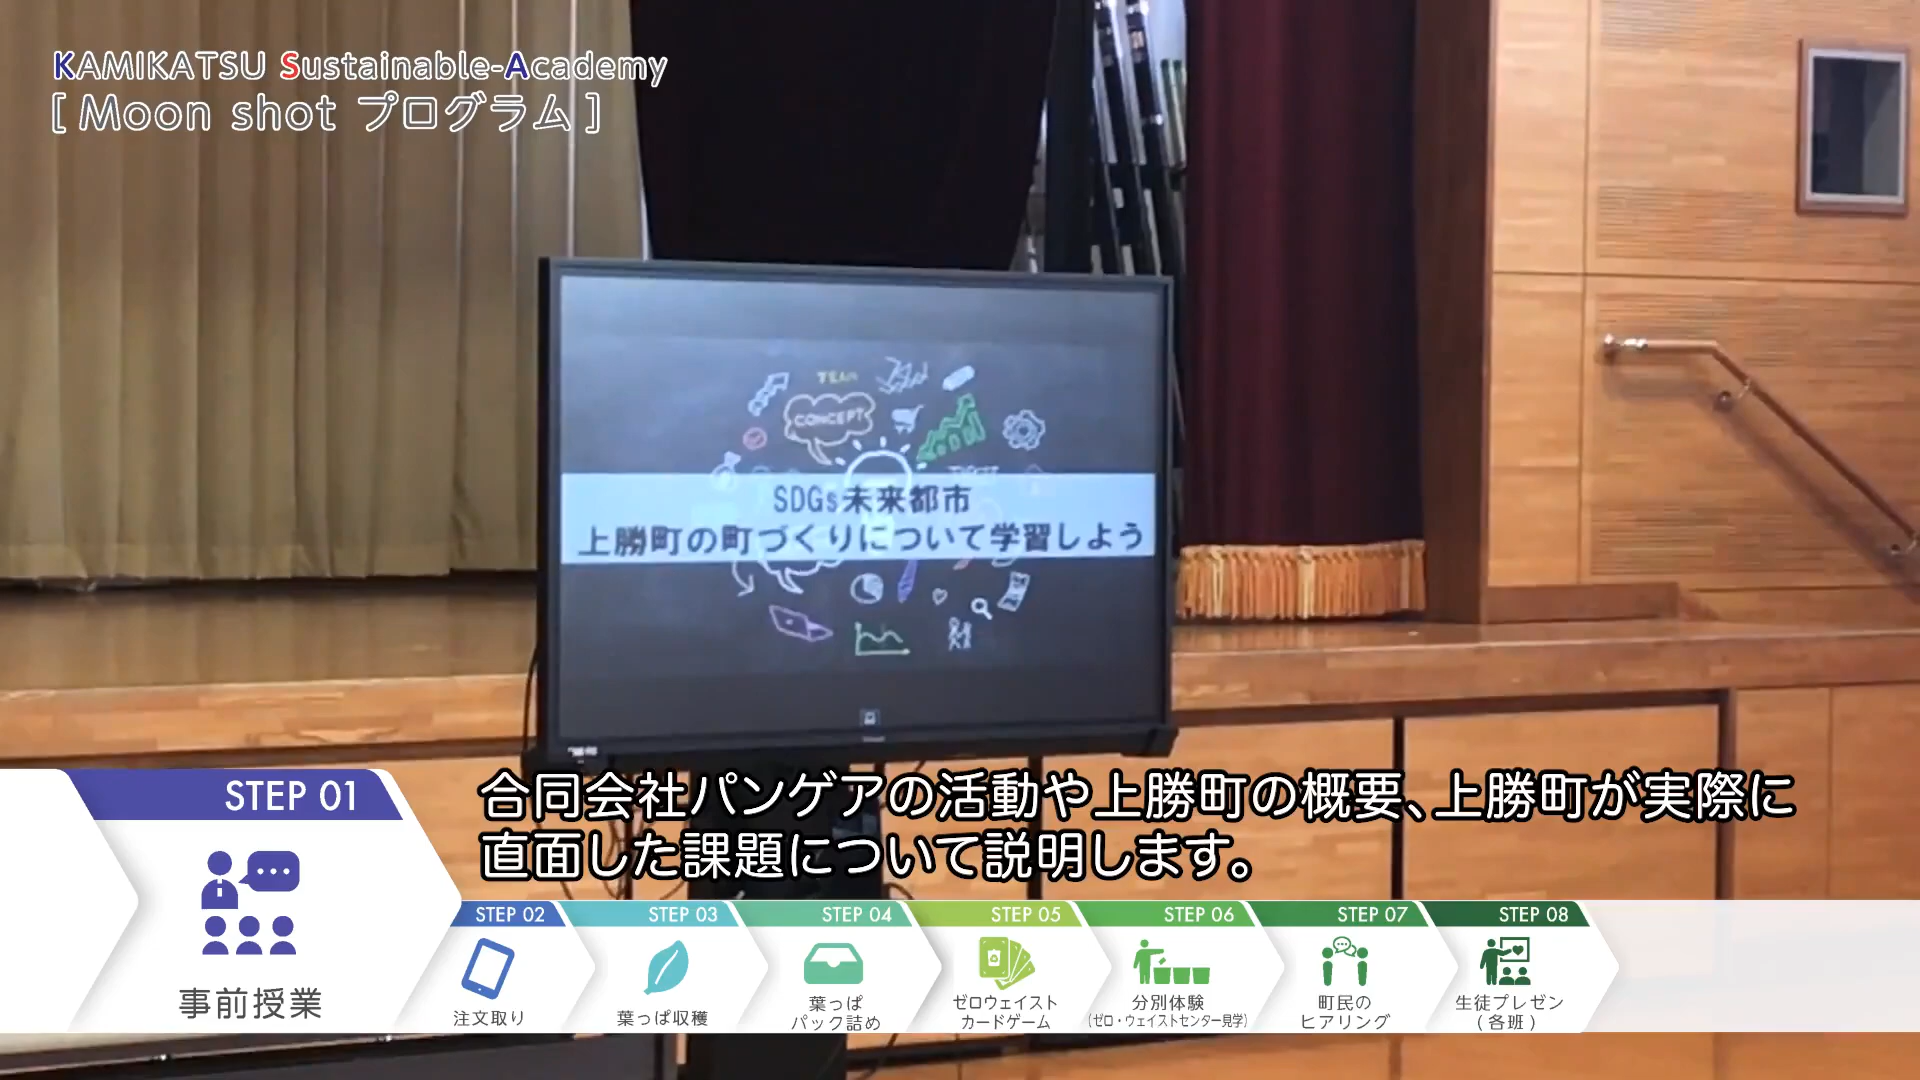 KAMIKATSU Sustainable-Academy
[ Moon shot プログラム ]
TEAM
CONCEPT
SDGs未来都市
上勝町の町づくりについて学習しよう
STEP 01
事前授業
合同会社パンゲアの活動や上勝町の概要、上勝町が実際に
直面した課題について説明します。
STEP 02
注文取り
STEP 03
葉っぱ収穫
STEP 04
葉っぱ
パック詰め
STEP 05
ゼロウェイスト
カードゲーム
STEP 06
分別体験
(ゼロ・ウェイストセンター見学)
STEP 07
町民の
ヒアリング
STEP 08
生徒プレゼン
( 各班 )